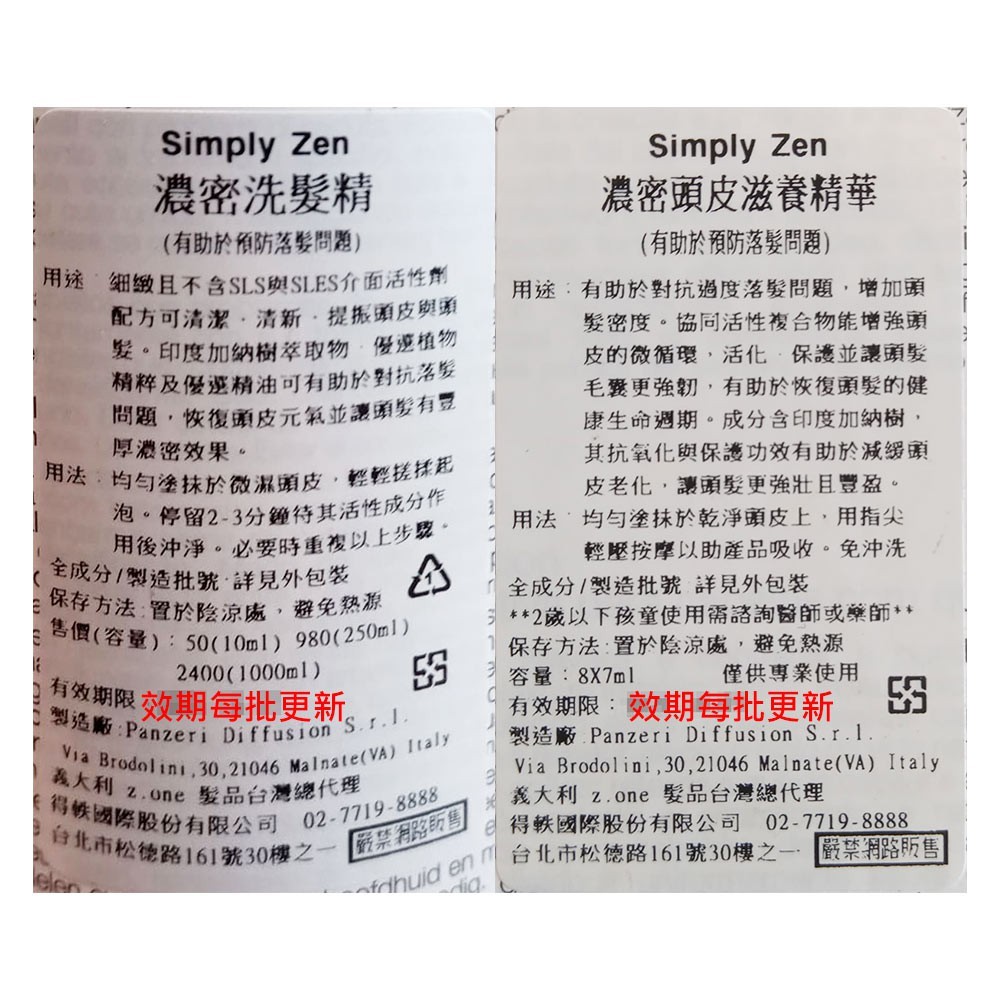 Simply Zen
濃密洗髮精
(有助於預防落髮問題)
用途：細緻且不含SLS與SLES介面活性劑
配方可清潔、清新、提振頭皮與頭
髮。印度加納樹萃取物、優選植物
精粹及優選精油可有助於對抗落髮
問題，恢復頭皮元氣並讓頭髮有豐
厚濃密效果。
用法：均勻塗抹於微濕頭皮，輕輕搓揉起
泡。停留2-3分鐘待其活性成分作
用後沖淨。必要時重複以上步驟。
全成分/製造批號:詳見外包裝
保存方法:置於陰涼處，避免熱源
售價(容量)：50(10ml) 980(250ml)
2400(1000ml)
有效期限 效期每批更新
製造廠:Panzeri Diffusion S.r.l.
Via Brodolini,30,21046 Malnate(VA) Italy
義大利 z.one 髮品台灣總代理
得軼國際股份有限公司 02-7719-8888
台北市松德路161號30樓之一 嚴禁網路販售
1
Simply Zen
濃密頭皮滋養精華
(有助於預防落髮問題)
用途：有助於對抗過度落髮問題，增加頭
髮密度。協同活性複合物能增強頭
皮的微循環，活化、保護並讓頭髮
毛囊更強韌，有助於恢復頭髮的健
康生命週期。成分含印度加納樹，
其抗氧化與保護功效有助於減緩頭
皮老化，讓頭髮更強壯且豐盈。
用法：均勻塗抹於乾淨頭皮上，用指尖
輕壓按摩以助產品吸收。免沖洗
全成分/製造批號:詳見外包裝
**2歲以下孩童使用需諮詢醫師或藥師**
保存方法:置於陰涼處，避免熱源
容量：8X7ml 僅供專業使用
有效期限：效期每批更新
製造廠:Panzeri Diffusion S.r.l.
Via Brodolini,30,21046 Malnate(VA) Italy
義大利 z.one 髮品台灣總代理
得軼國際股份有限公司 02-7719-8888
台北市松德路161號30樓之一 嚴禁網路販售